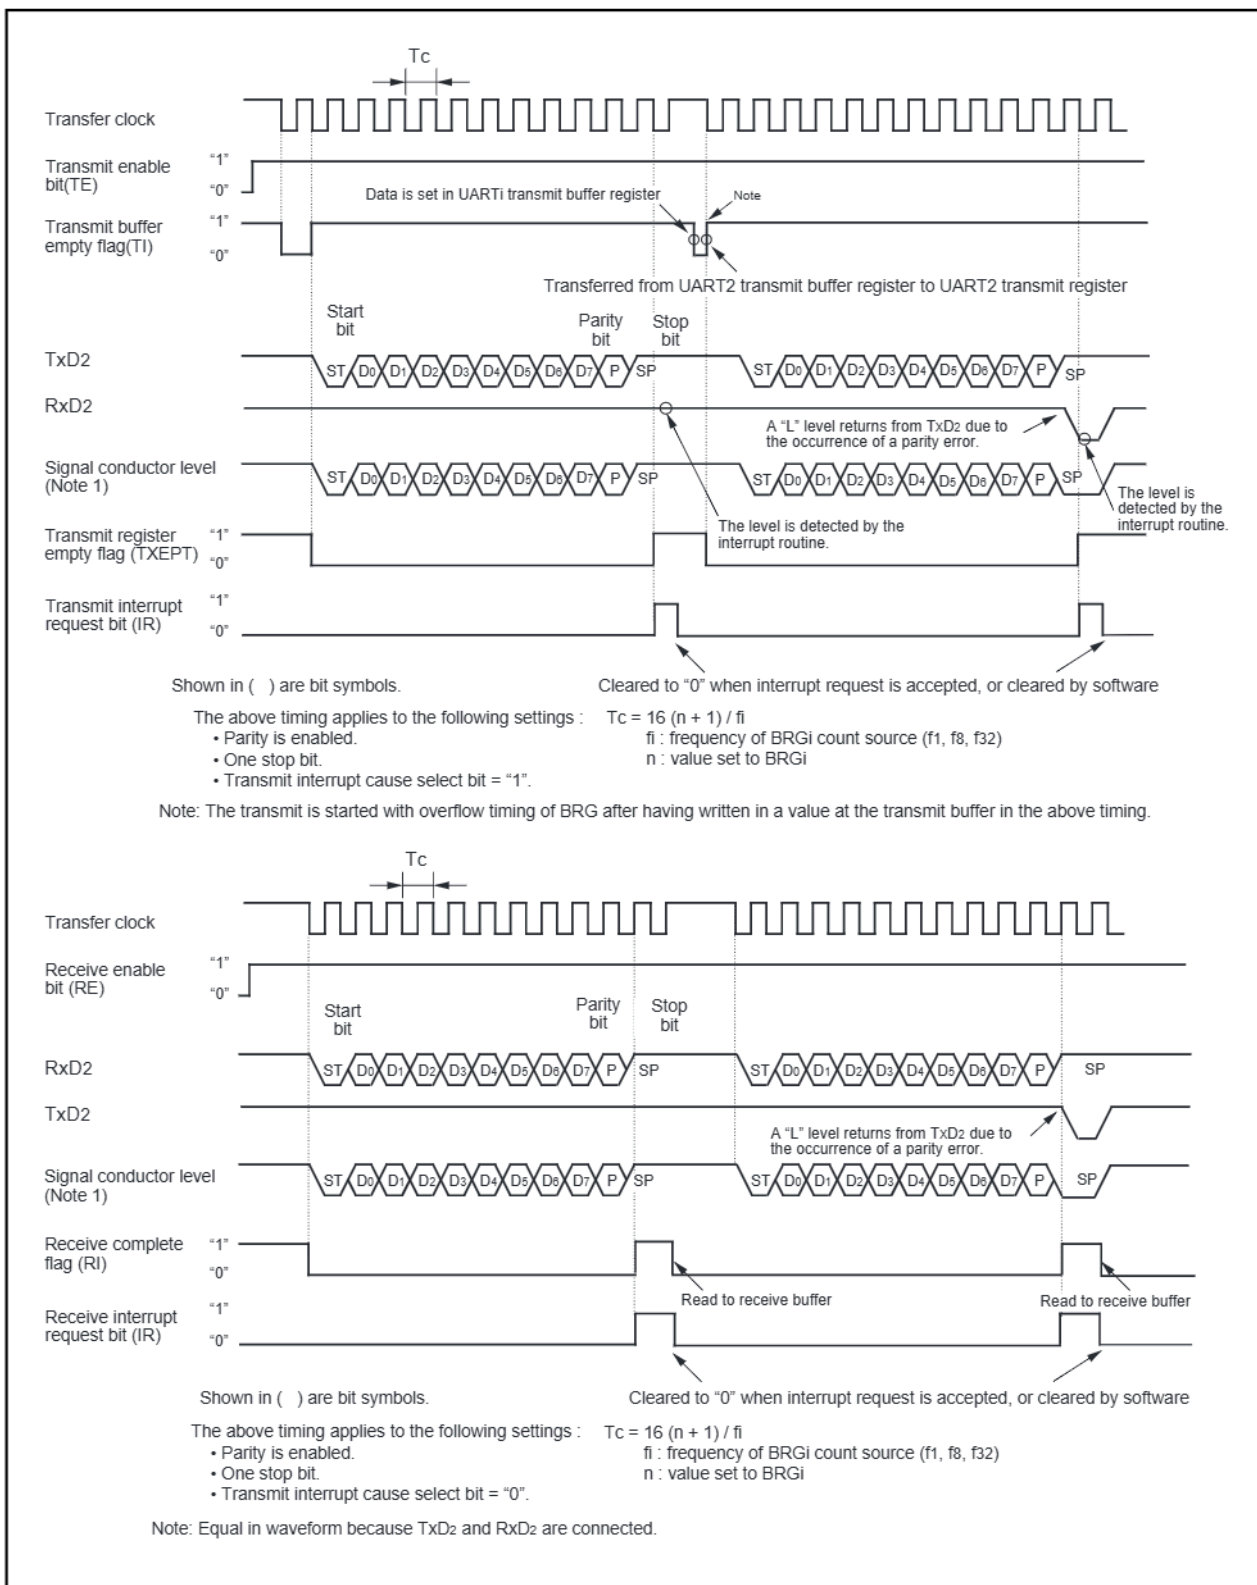 Tc
Transfer clock
Transmit enable
bit(TE)
“1”
“0”
Data is set in UARTi transmit buffer register
Note
Transmit buffer
empty flag(TI)
“1”
“0”
Transferred from UART2 transmit buffer register to UART2 transmit register
Start
bit
Parity
bit
Stop
bit
TxD2
ST D0 D1 D2 D3 D4 D5 D6 D7 P SP ST D0 D1 D2 D3 D4 D5 D6 D7 P SP
RxD2
A “L” level returns from TxD2 due to
the occurrence of a parity error.
Signal conductor level
(Note 1)
ST D0 D1 D2 D3 D4 D5 D6 D7 P SP ST D0 D1 D2 D3 D4 D5 D6 D7 P SP
The level is
detected by the
interrupt routine.
The level is detected by the
interrupt routine.
Transmit register
empty flag (TXEPT)
“1”
“0”
Transmit interrupt
request bit (IR)
“1”
“0”
Shown in ( ) are bit symbols.
Cleared to “0” when interrupt request is accepted, or cleared by software
The above timing applies to the following settings :
• Parity is enabled.
• One stop bit.
• Transmit interrupt cause select bit = “1”.
Tc = 16 (n + 1) / fi
fi : frequency of BRGi count source (f1, f8, f32)
n : value set to BRGi
Note: The transmit is started with overflow timing of BRG after having written in a value at the transmit buffer in the above timing.
Tc
Transfer clock
Receive enable
bit (RE)
“1”
“0”
Start
bit
Parity
bit
Stop
bit
RxD2
ST D0 D1 D2 D3 D4 D5 D6 D7 P SP ST D0 D1 D2 D3 D4 D5 D6 D7 P SP
TxD2
A “L” level returns from TxD2 due to
the occurrence of a parity error.
Signal conductor level
(Note 1)
ST D0 D1 D2 D3 D4 D5 D6 D7 P SP ST D0 D1 D2 D3 D4 D5 D6 D7 P SP
Receive complete
flag (RI)
“1”
“0”
Read to receive buffer
Read to receive buffer
Receive interrupt
request bit (IR)
“1”
“0”
Shown in ( ) are bit symbols.
Cleared to “0” when interrupt request is accepted, or cleared by software
The above timing applies to the following settings :
• Parity is enabled.
• One stop bit.
• Transmit interrupt cause select bit = “0”.
Tc = 16 (n + 1) / fi
fi : frequency of BRGi count source (f1, f8, f32)
n : value set to BRGi
Note: Equal in waveform because TxD2 and RxD2 are connected.